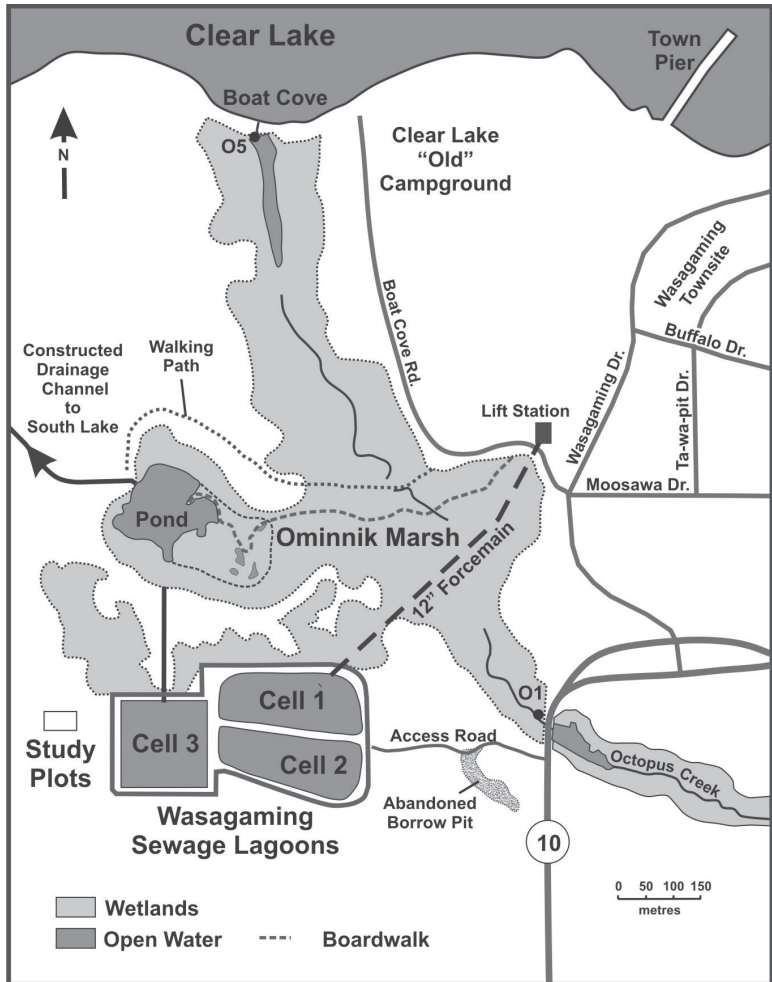 Clear Lake
Town
Pier
Boat Cove
N
O5
Clear Lake
“Old”
Campground
Wasagaming
Townsite
Buffalo Dr.
Boat Cove Rd.
Constructed
Drainage
Channel
to
South Lake
Walking
Path
Lift Station
Wasagaming Dr.
Ta-wa-pit Dr.
Moosawa Dr.
Pond
Ominnik Marsh
12” Forcemain
Cell 1
O1
Cell 3
Cell 2
Study
Plots
Access Road
Octopus Creek
Abandoned
Borrow Pit
Wasagaming
Sewage Lagoons
10
0 50 100 150
metres
Wetlands
Open Water
Boardwalk